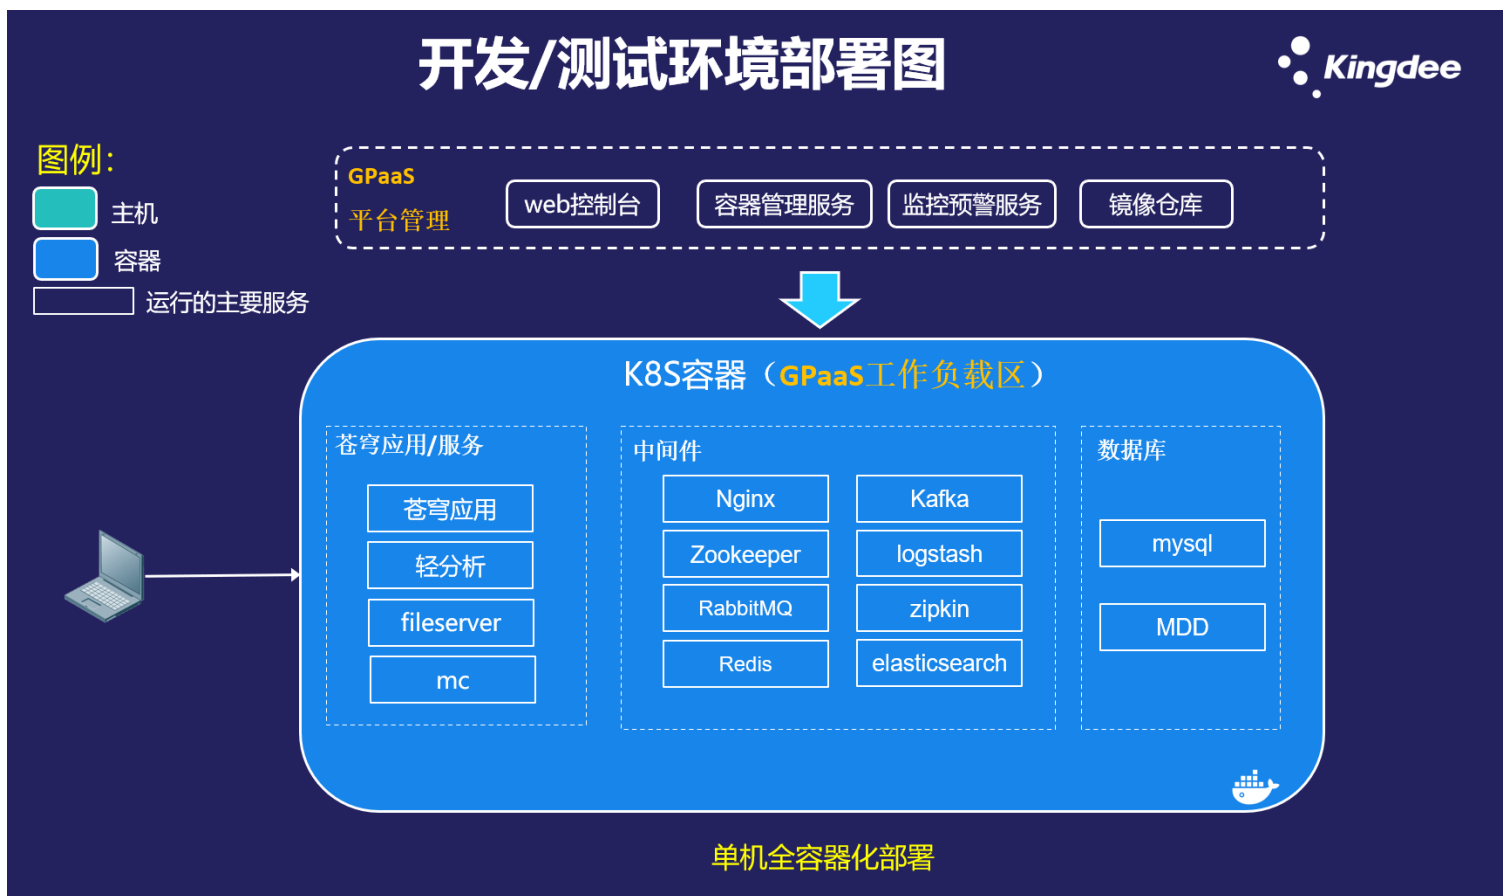 开发/测试环境部署图
Kingdee
图例：
主机
容器
运行的主要服务
GPaaS
平台管理
web控制台
容器管理服务
监控预警服务
镜像仓库
K8S容器（GPaaS工作负载区）
苍穹应用/服务
苍穹应用
轻分析
fileserver
mc
中间件
Nginx
Kafka
Zookeeper
logstash
RabbitMQ
zipkin
Redis
elasticsearch
数据库
mysql
MDD
单机全容器化部署